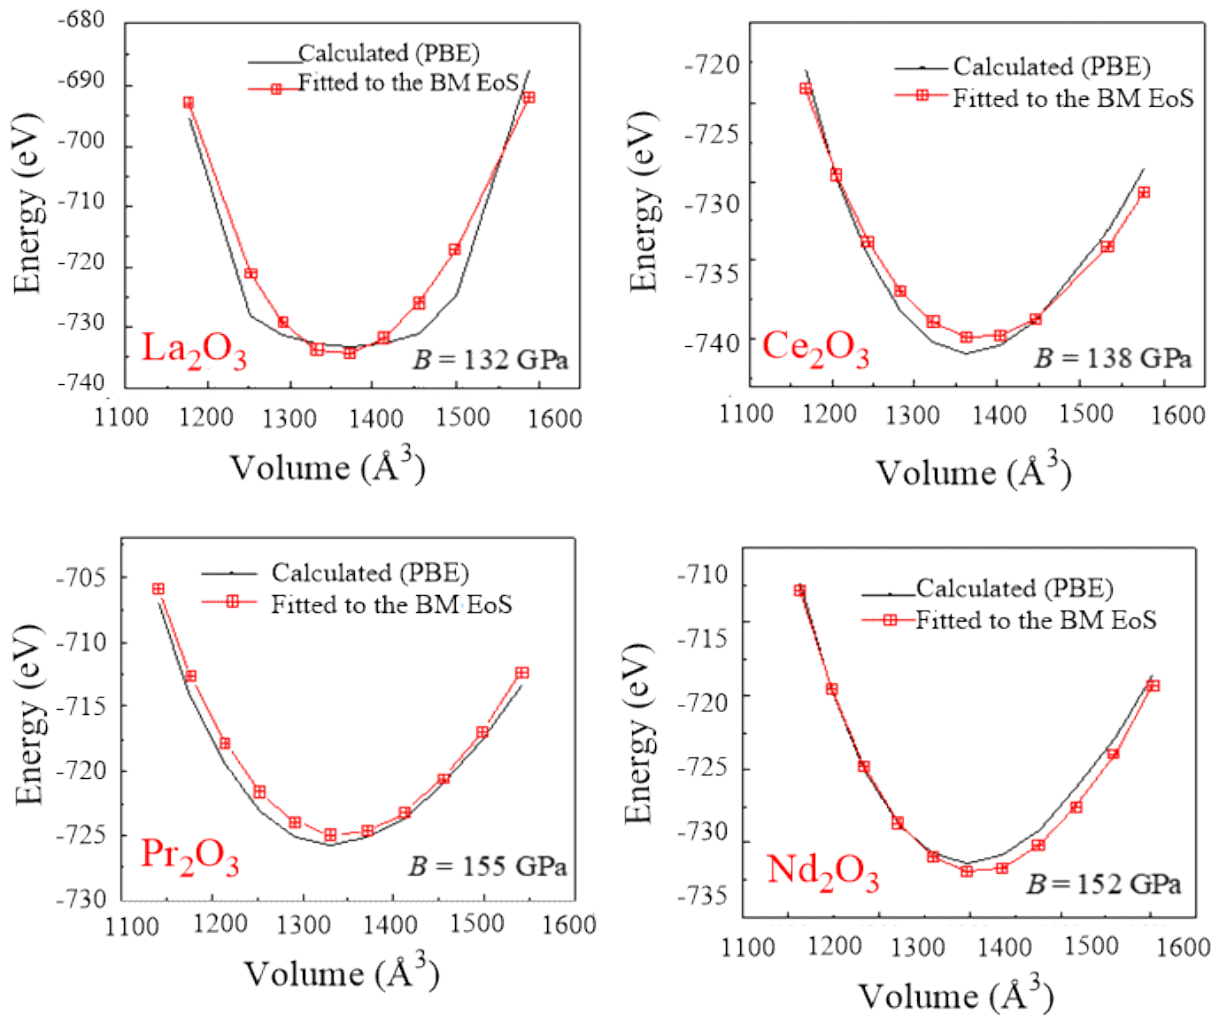 -680
-690
-700
-710
-720
-730
-740
Energy (eV)
Calculated (PBE)
Fitted to the BM EoS
La2O3
B = 132 GPa
1100 1200 1300 1400 1500 1600
Volume (Å3)
-720
-725
-730
-735
-740
Energy (eV)
Calculated (PBE)
Fitted to the BM EoS
Ce2O3
B = 138 GPa
1100 1200 1300 1400 1500 1600
Volume (Å3)
-705
-710
-715
-720
-725
-730
Energy (eV)
Calculated (PBE)
Fitted to the BM EoS
Pr2O3
B = 155 GPa
1100 1200 1300 1400 1500 1600
Volume (Å3)
-710
-715
-720
-725
-730
-735
Energy (eV)
Calculated (PBE)
Fitted to the BM EoS
Nd2O3
B = 152 GPa
1100 1200 1300 1400 1500 1600
Volume (Å3)